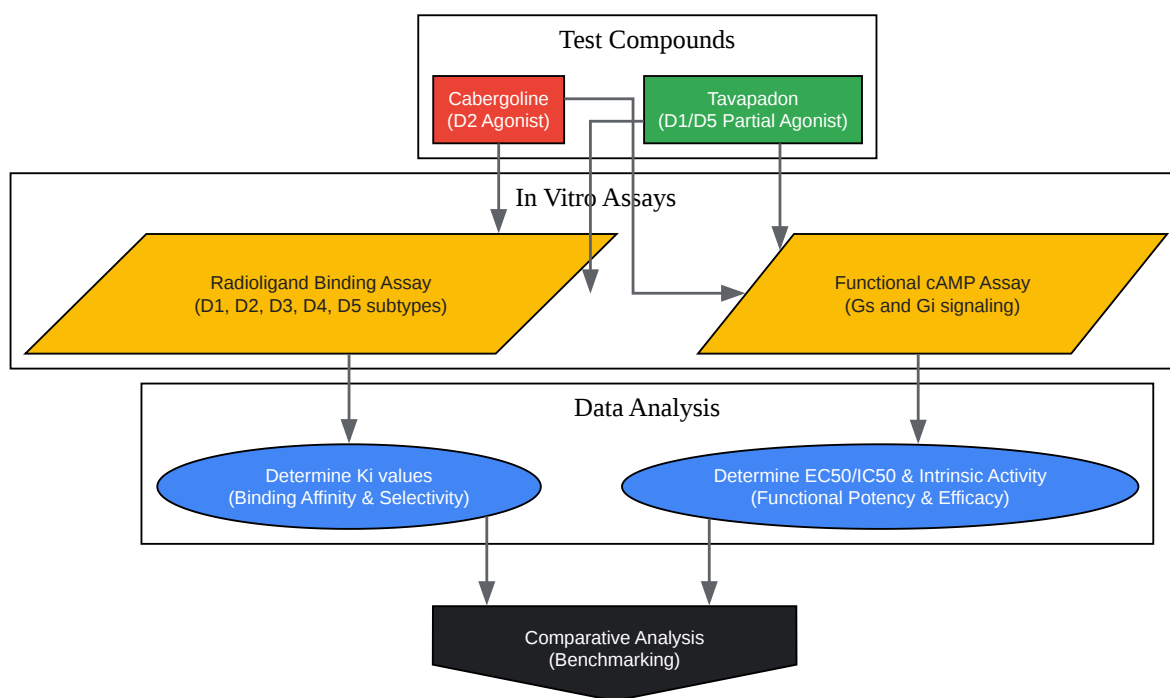 Test Compounds
Cabergoline
(D2 Agonist)
Tavapadon
(D1/D5 Partial Agonist)
In Vitro Assays
Radioligand Binding Assay
(D1, D2, D3, D4, D5 subtypes)
Functional cAMP Assay
(Gs and Gi signaling)
Data Analysis
Determine Ki values
(Binding Affinity & Selectivity)
Determine EC50/IC50 & Intrinsic Activity
(Functional Potency & Efficacy)
Comparative Analysis
(Benchmarking)